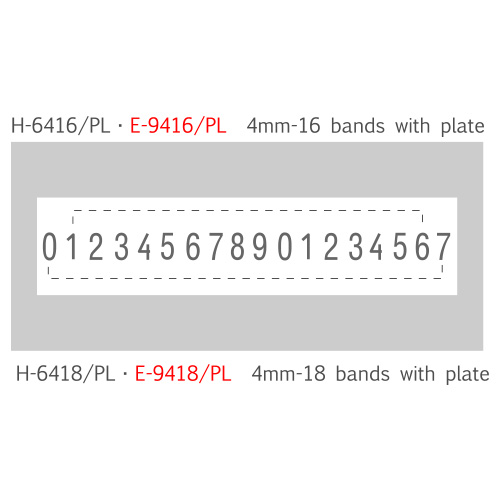 H-6416/PL · E-9416/PL 4mm-16 bands with plate
012345678901234567
H-6418/PL · E-9418/PL 4mm-18 bands with plate